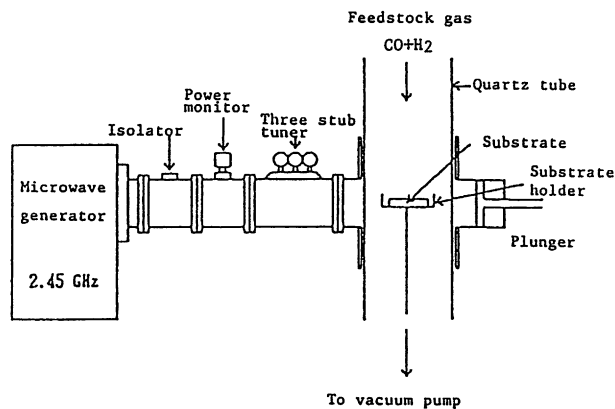 Feedstock gas
CO+H2
Quartz tube
Power
monitor
Three stub
tuner
Isolator
Substrate
Substrate
holder
Microwave
generator
2.45 GHz
Plunger
To vacuum pump